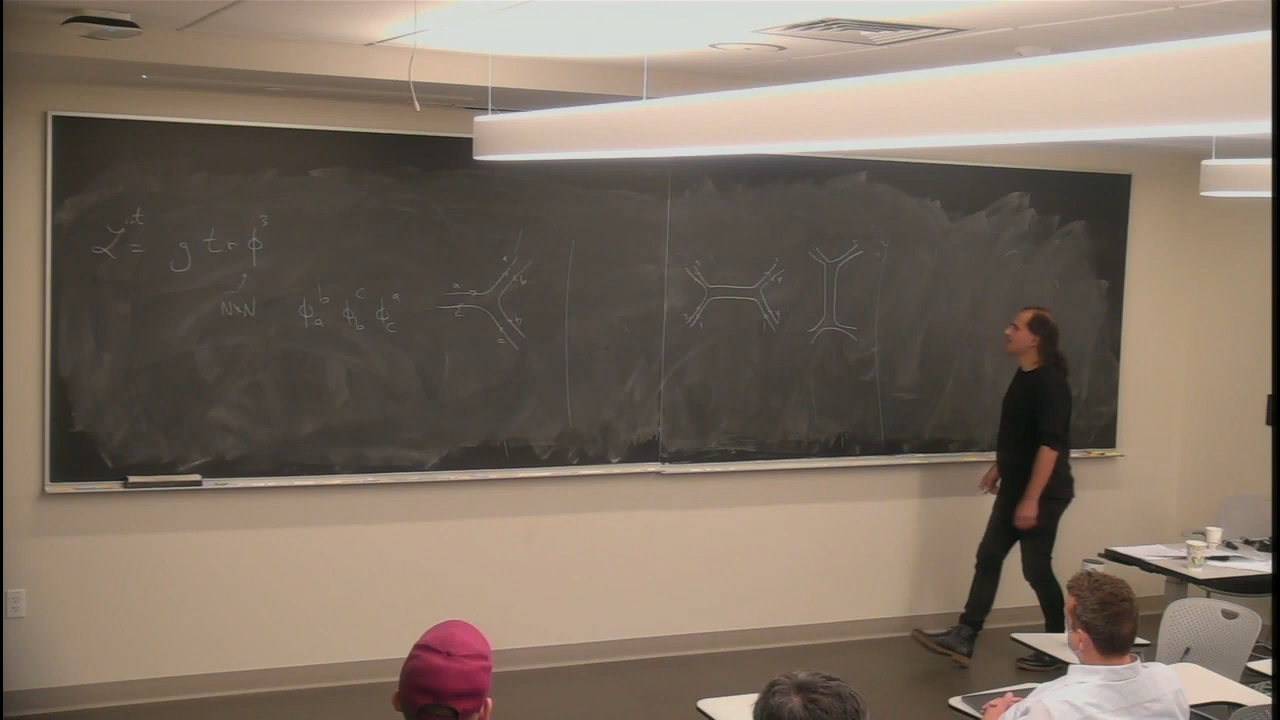 ℒ^int = g tr ϕ^3
N×N
ϕ_a^b ϕ_b^c ϕ_c^a
a
c
a
b
b
c